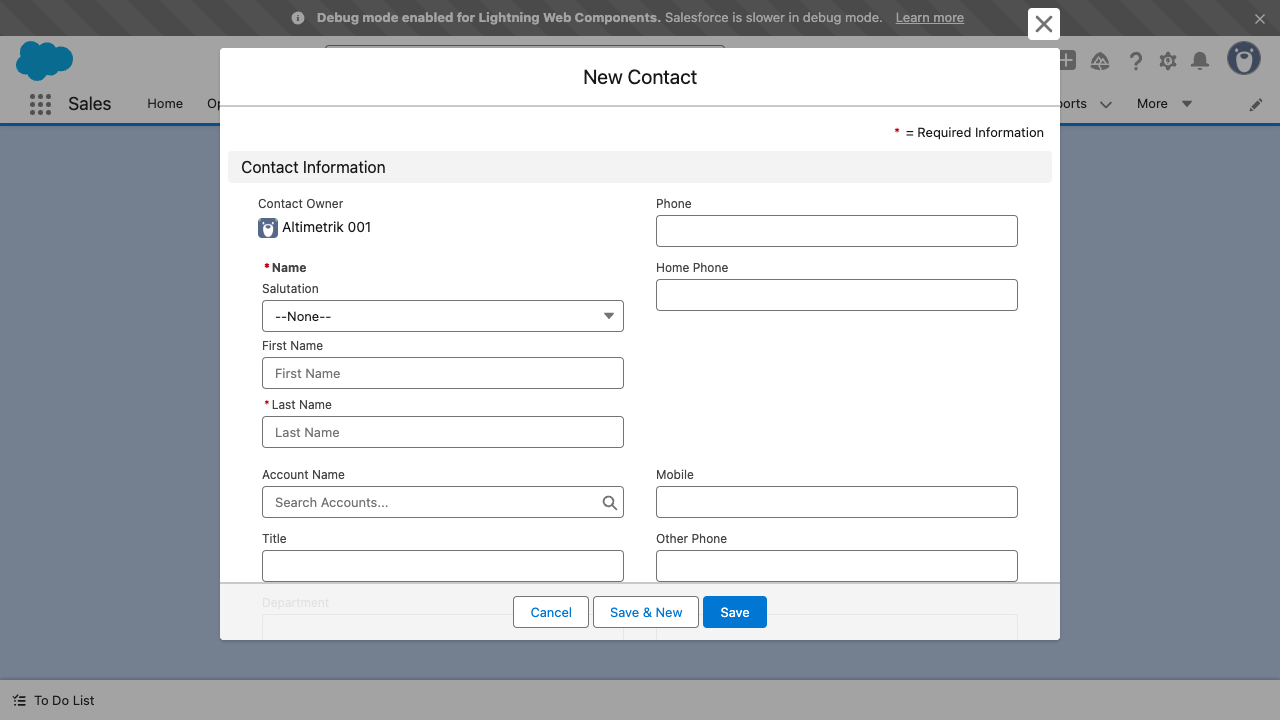 Debug mode enabled for Lightning Web Components. Salesforce is slower in debug mode. Learn more
New Contact
Sales Home Op ports More
* = Required Information
Contact Information
Contact Owner
Altimetrik 001
Phone
*Name
Home Phone
Salutation
--None--
First Name
First Name
*Last Name
Last Name
Account Name
Search Accounts...
Mobile
Title
Other Phone
Department
Cancel Save & New Save
To Do List